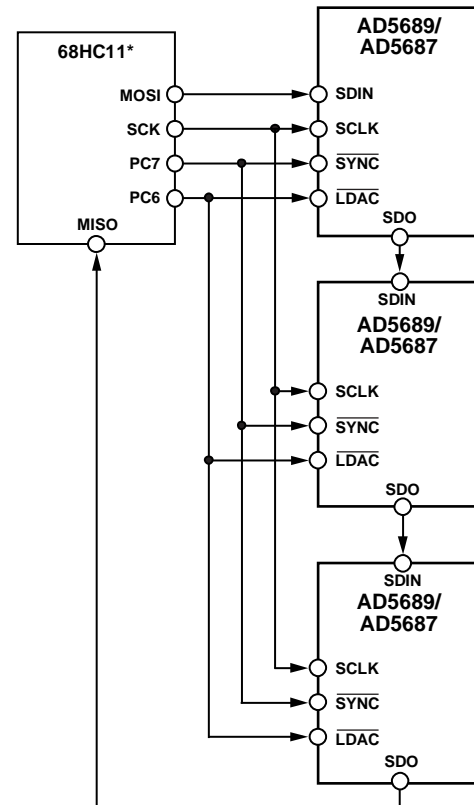 68HC11*
MOSI
SCK
PC7
PC6
MISO
AD5689/
AD5687
SDIN
SCLK
SYNC
LDAC
SDO
SDIN
AD5689/
AD5687
SCLK
SYNC
LDAC
SDO
SDIN
AD5689/
AD5687
SCLK
SYNC
LDAC
SDO